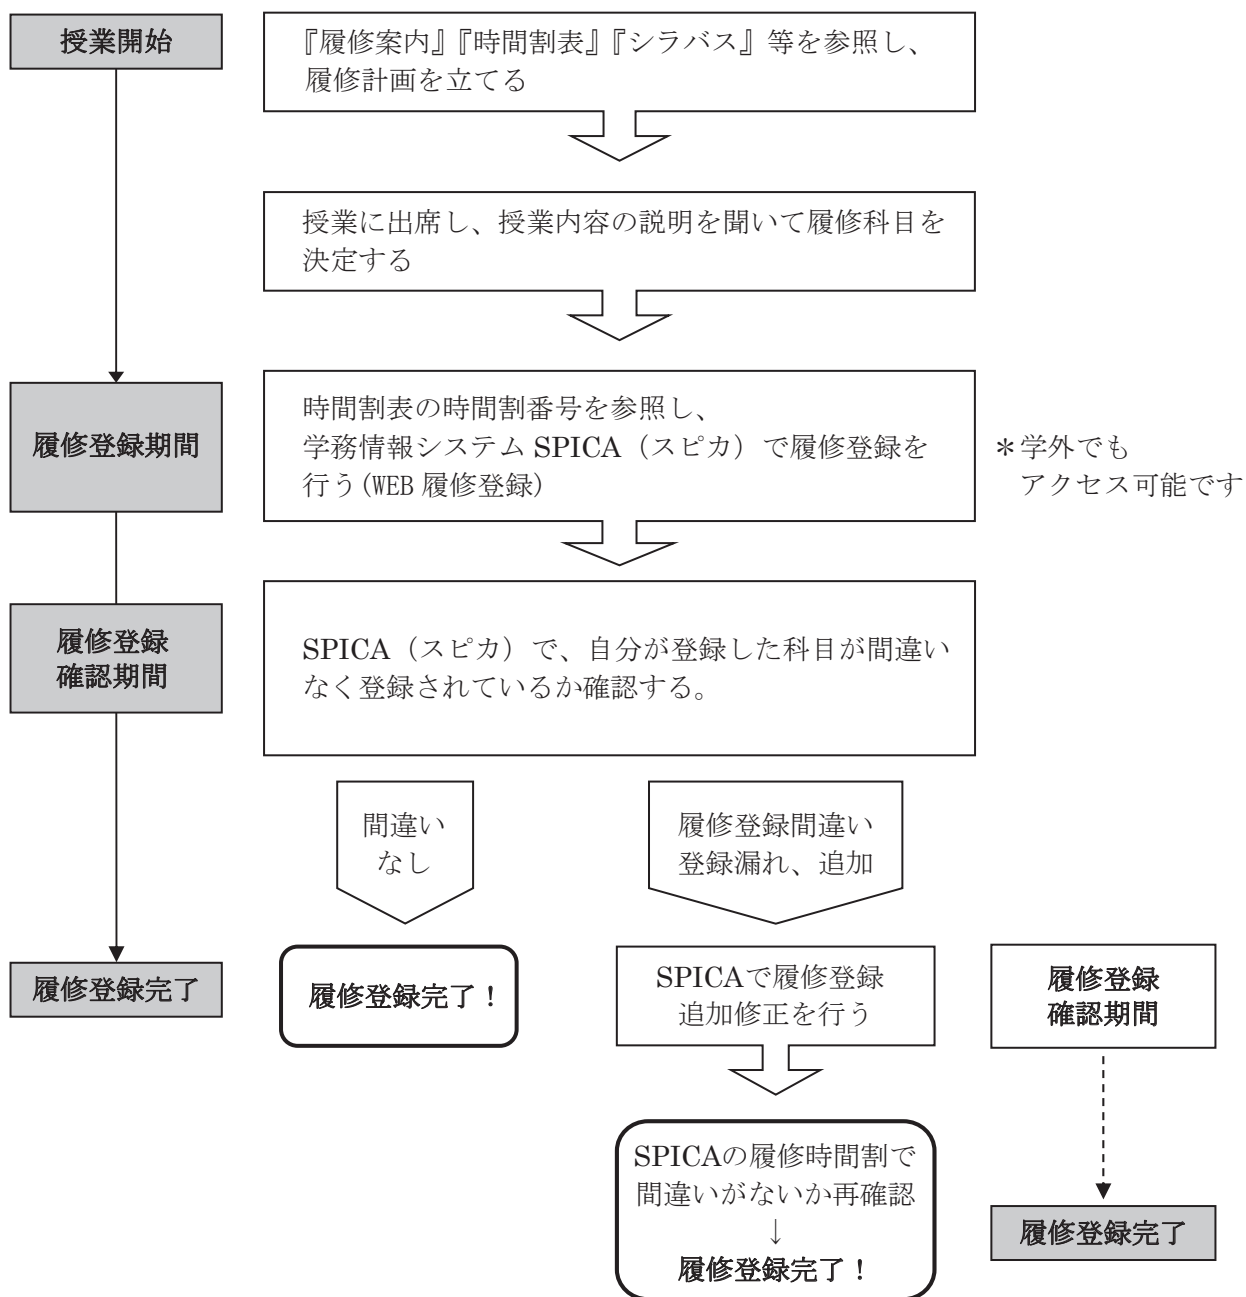 授業開始
『履修案内』『時間割表』『シラバス』等を参照し、
履修計画を立てる
授業に出席し、授業内容の説明を聞いて履修科目を
決定する
履修登録期間
時間割表の時間割番号を参照し、
学務情報システム SPICA（スピカ）で履修登録を
行う(WEB 履修登録)
＊学外でも
アクセス可能です
履修登録
確認期間
SPICA（スピカ）で、自分が登録した科目が間違い
なく登録されているか確認する。
間違い
なし
履修登録間違い
登録漏れ、追加
履修登録完了
履修登録完了！
SPICAで履修登録
追加修正を行う
履修登録
確認期間
SPICAの履修時間割で
間違いがないか再確認
↓
履修登録完了！
履修登録完了